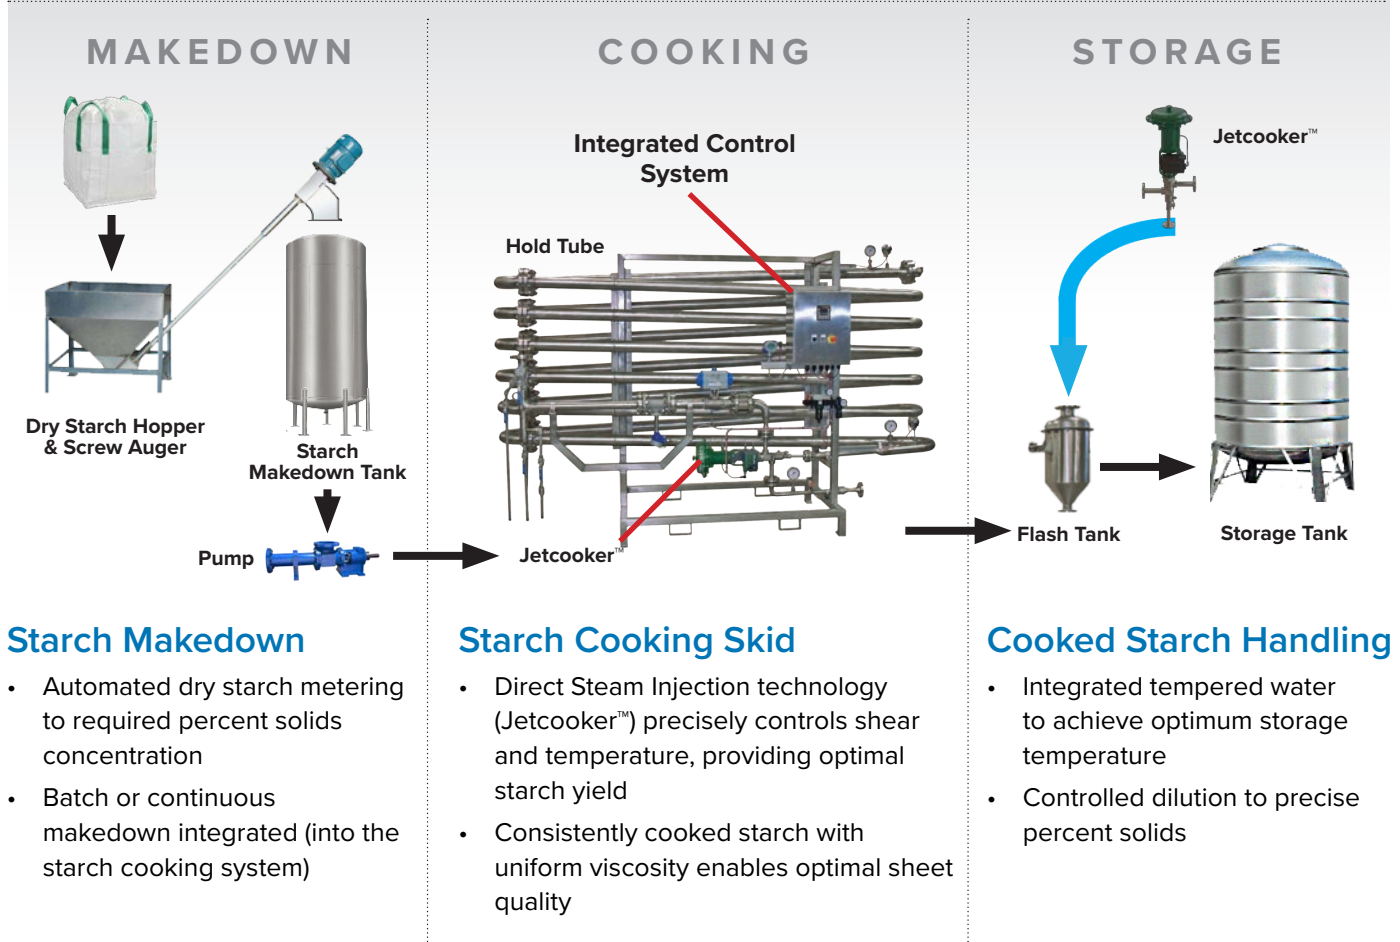 MAKEDOWN
COOKING
STORAGE
Jetcooker™
Integrated Control
System
Hold Tube
Dry Starch Hopper
& Screw Auger
Starch
Makedown Tank
Pump
Jetcooker™
Flash Tank
Storage Tank
Starch Makedown
• Automated dry starch metering
to required percent solids
concentration
• Batch or continuous
makedown integrated (into the
starch cooking system)
Starch Cooking Skid
• Direct Steam Injection technology
(Jetcooker™) precisely controls shear
and temperature, providing optimal
starch yield
• Consistently cooked starch with
uniform viscosity enables optimal sheet
quality
Cooked Starch Handling
• Integrated tempered water
to achieve optimum storage
temperature
• Controlled dilution to precise
percent solids